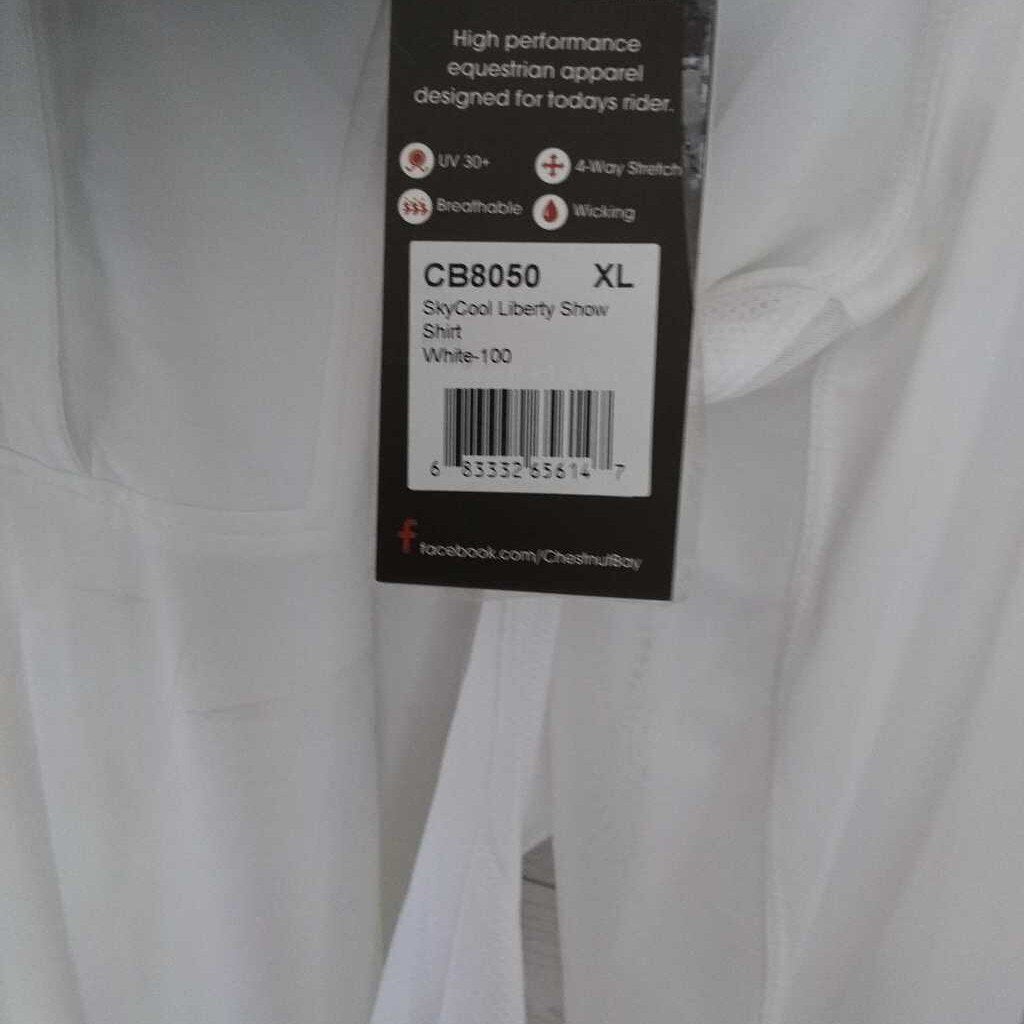 High performance
equestrian apparel
designed for todays rider.
UV 30+ 4-Way Stretch
Breathable Wicking
CB8050 XL
SkyCool Liberty Show
Shirt
White-100
6 83332 65614 7
f facebook.com/ChestnutBay